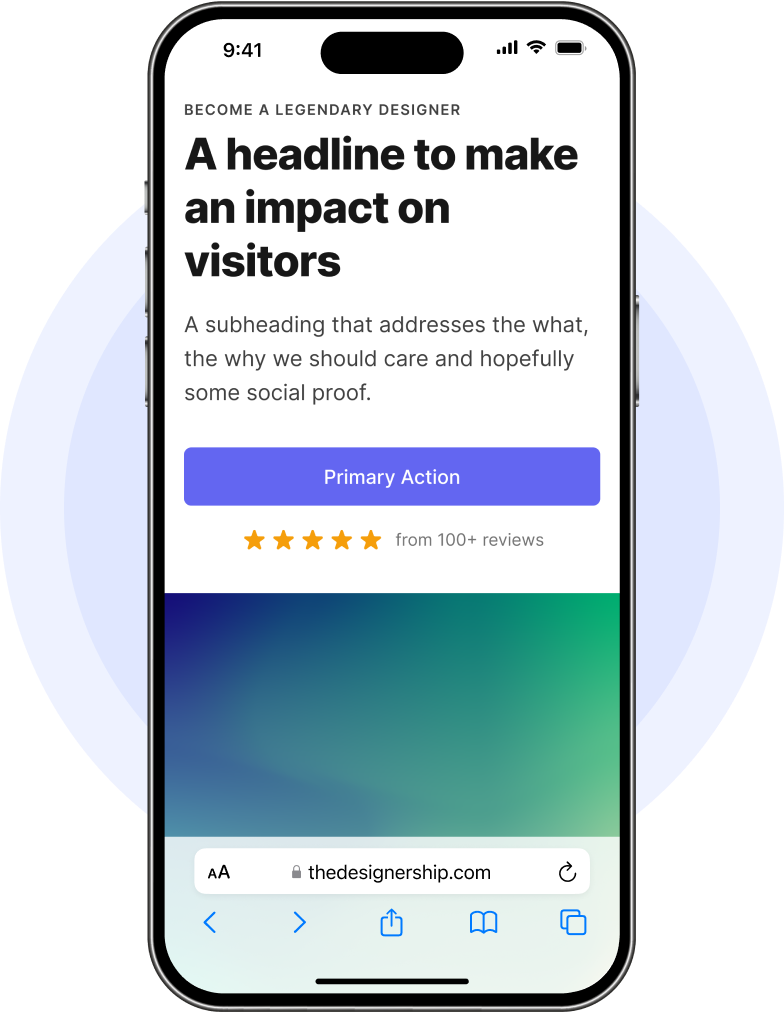 9:41
BECOME A LEGENDARY DESIGNER
A headline to make
an impact on
visitors
A subheading that addresses the what,
the why we should care and hopefully
some social proof.
Primary Action
from 100+ reviews
AA thedesignership.com